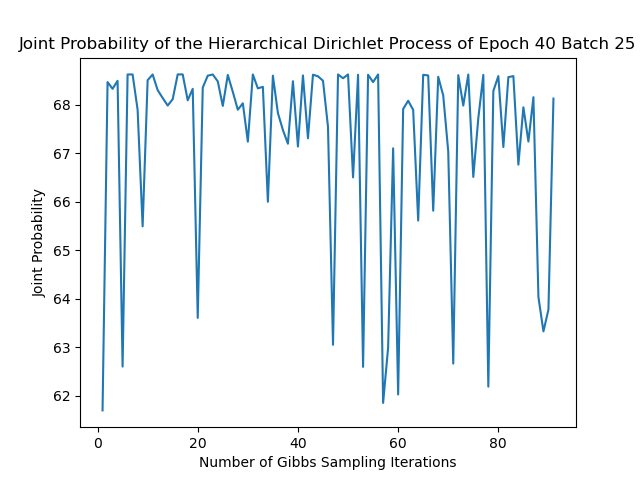 Joint Probability of the Hierarchical Dirichlet Process of Epoch 40 Batch 25
Joint Probability
68
67
66
65
64
63
62
0 20 40 60 80
Number of Gibbs Sampling Iterations